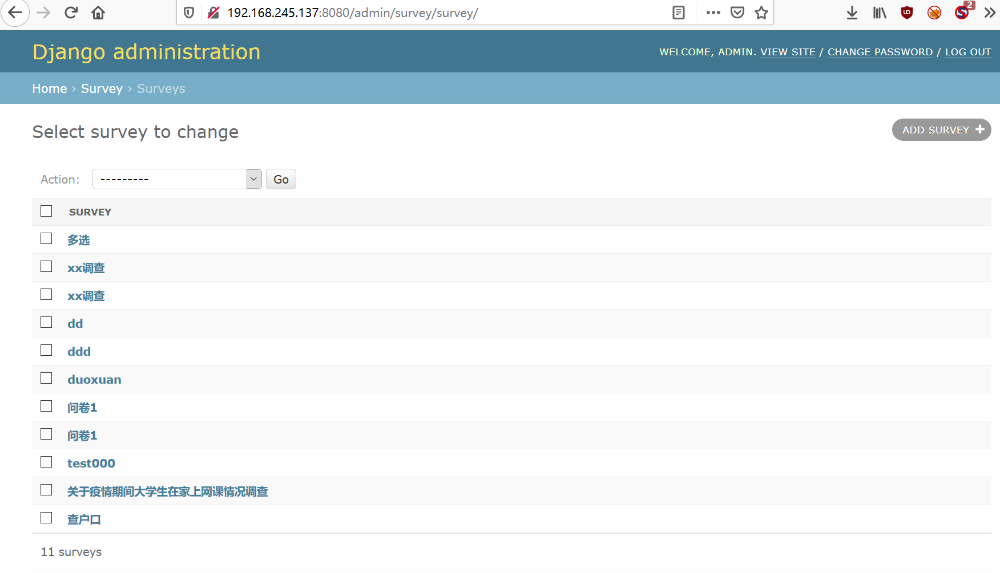 192.168.245.137:8080/admin/survey/survey/
2
Django administration
WELCOME, ADMIN. VIEW SITE / CHANGE PASSWORD / LOG OUT
Home › Survey › Surveys
Select survey to change
ADD SURVEY
Action: --------- Go
SURVEY
多选
xx调查
xx调查
dd
ddd
duoxuan
问卷1
问卷1
test000
关于疫情期间大学生在家上网课情况调查
查户口
11 surveys